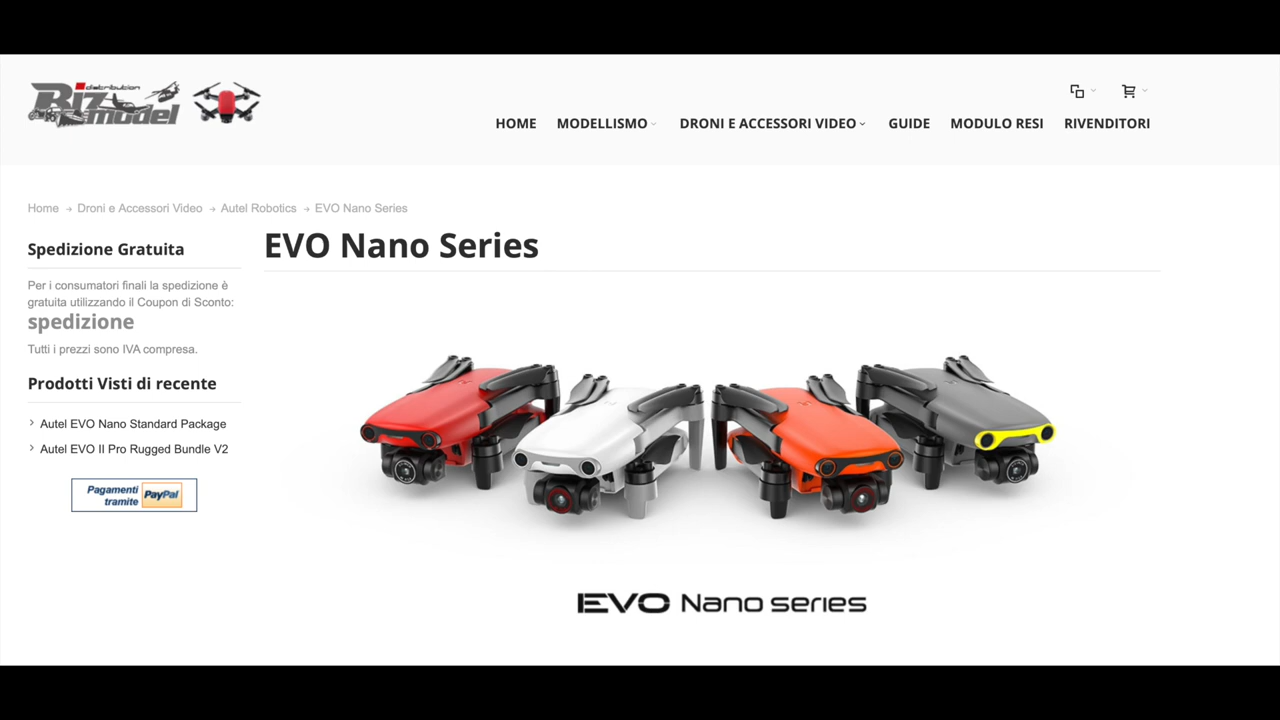 distribution
Biz
model
HOME MODELLISMO DRONI E ACCESSORI VIDEO GUIDE MODULO RESI RIVENDITORI
Home → Droni e Accessori Video → Autel Robotics → EVO Nano Series
Spedizione Gratuita
Per i consumatori finali la spedizione è
gratuita utilizzando il Coupon di Sconto:
spedizione
Tutti i prezzi sono IVA compresa.
Prodotti Visti di recente
Autel EVO Nano Standard Package
Autel EVO II Pro Rugged Bundle V2
Pagamenti
tramite PayPal
EVO Nano Series
EVO Nano series